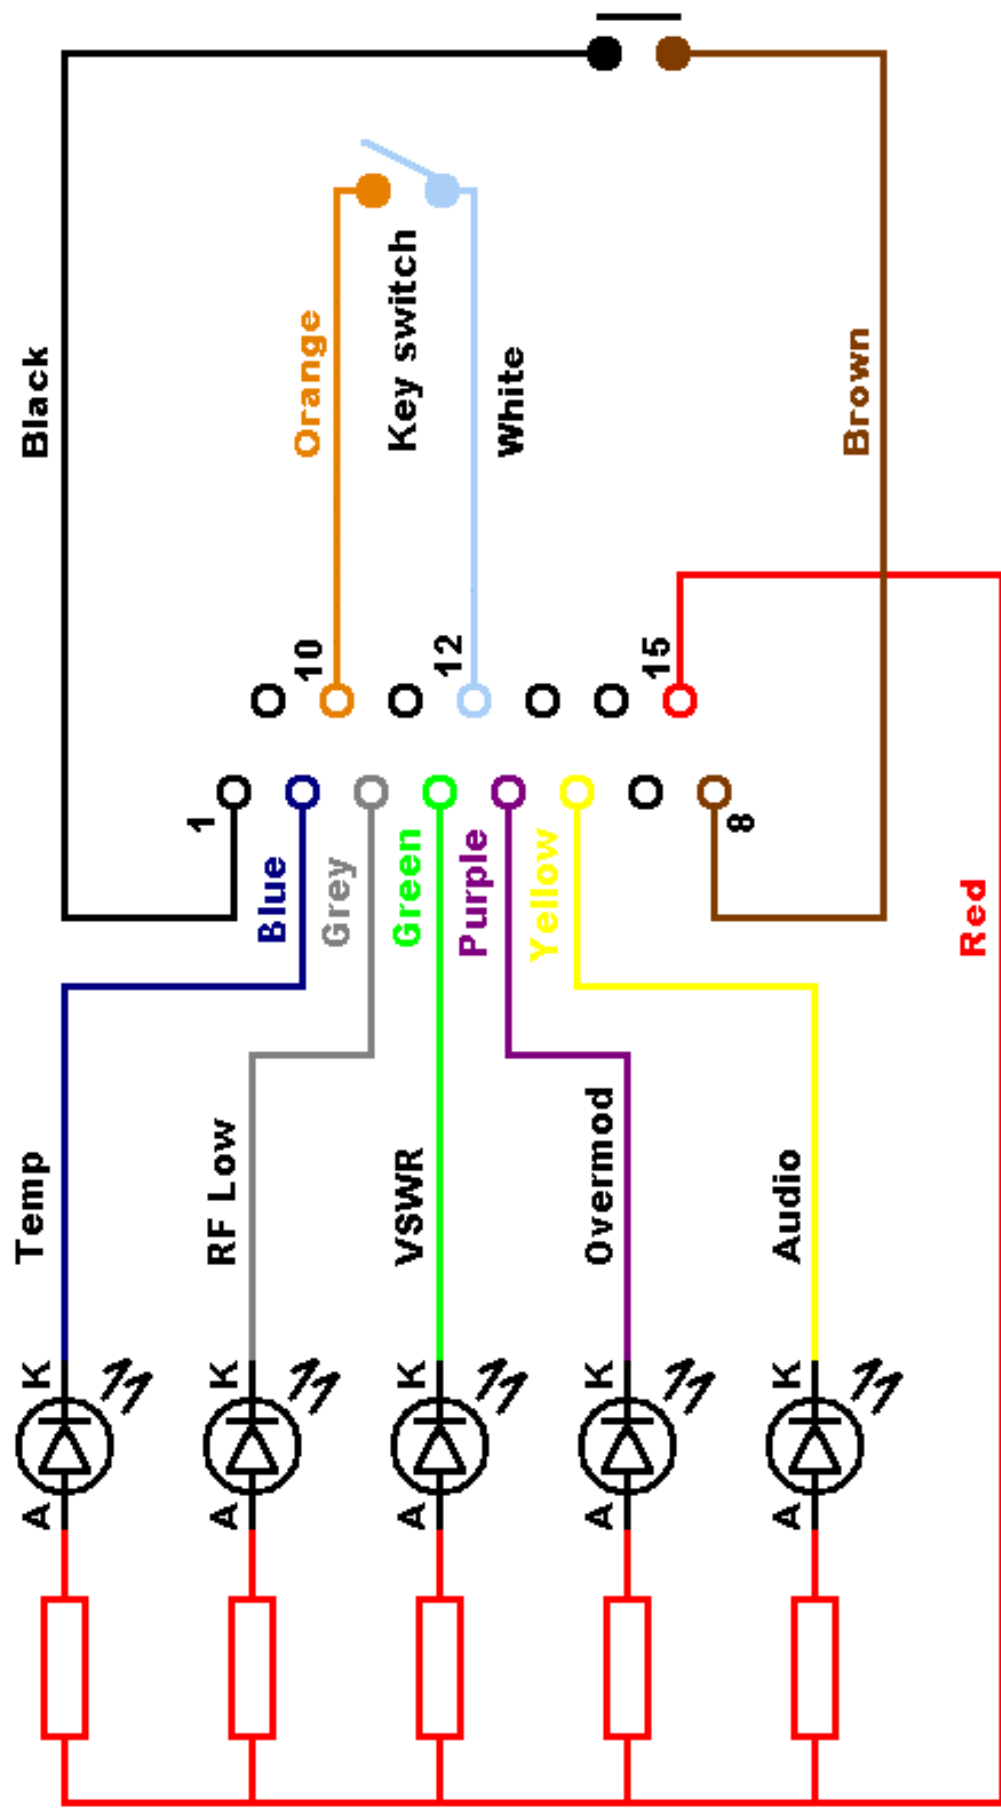 Black
Orange
Key switch
White
Brown
10
12
15
1
8
Blue
Grey
Green
Purple
Yellow
Red
Temp
RF Low
VSWR
Overmod
Audio
K
K
K
K
K
A
A
A
A
A